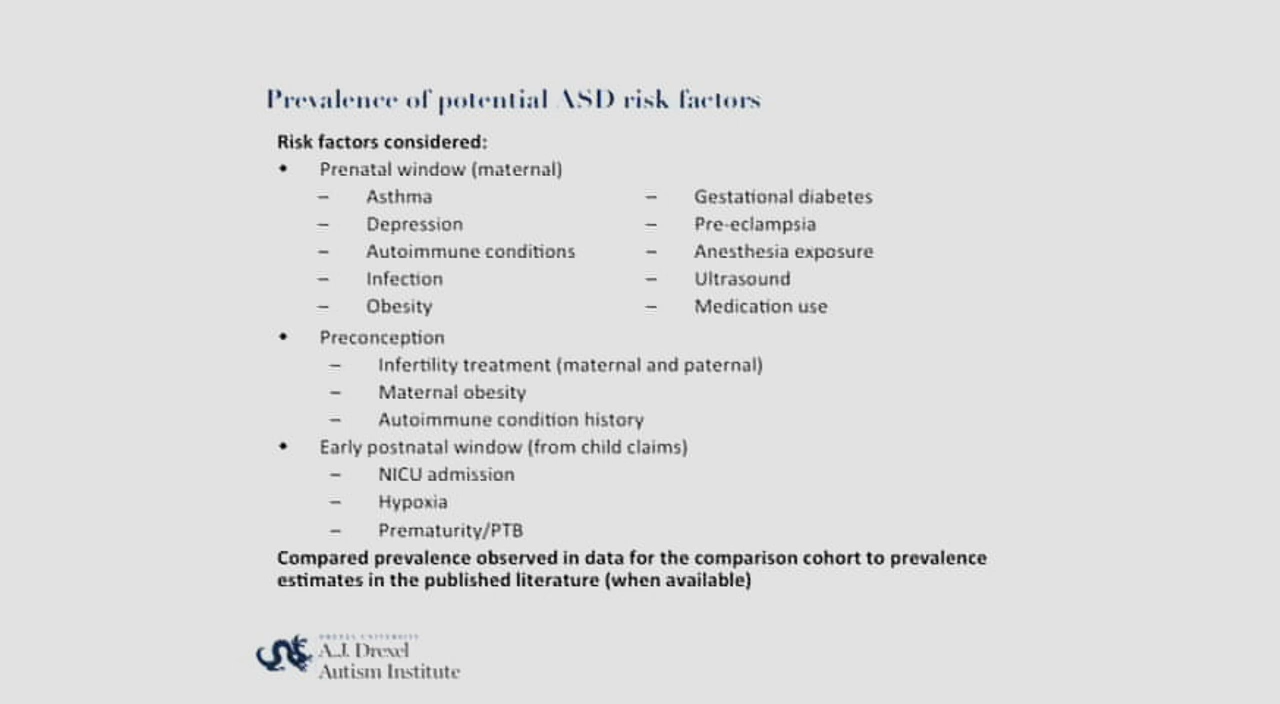 Prevalence of potential ASD risk factors
Risk factors considered:
• Prenatal window (maternal)
– Asthma
– Depression
– Autoimmune conditions
– Infection
– Obesity
– Gestational diabetes
– Pre-eclampsia
– Anesthesia exposure
– Ultrasound
– Medication use
• Preconception
– Infertility treatment (maternal and paternal)
– Maternal obesity
– Autoimmune condition history
• Early postnatal window (from child claims)
– NICU admission
– Hypoxia
– Prematurity/PTB
Compared prevalence observed in data for the comparison cohort to prevalence
estimates in the published literature (when available)
DREXEL UNIVERSITY
A.J. Drexel
Autism Institute